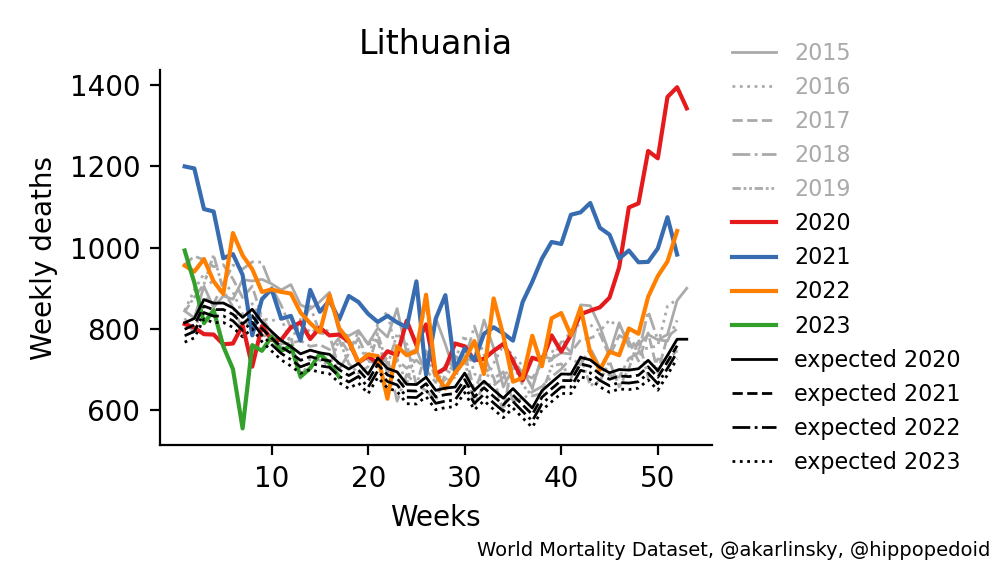 Lithuania
Weekly deaths
1400
1200
1000
800
600
10 20 30 40 50
Weeks
2015
2016
2017
2018
2019
2020
2021
2022
2023
expected 2020
expected 2021
expected 2022
expected 2023
World Mortality Dataset, @akarlinsky, @hippopedoid